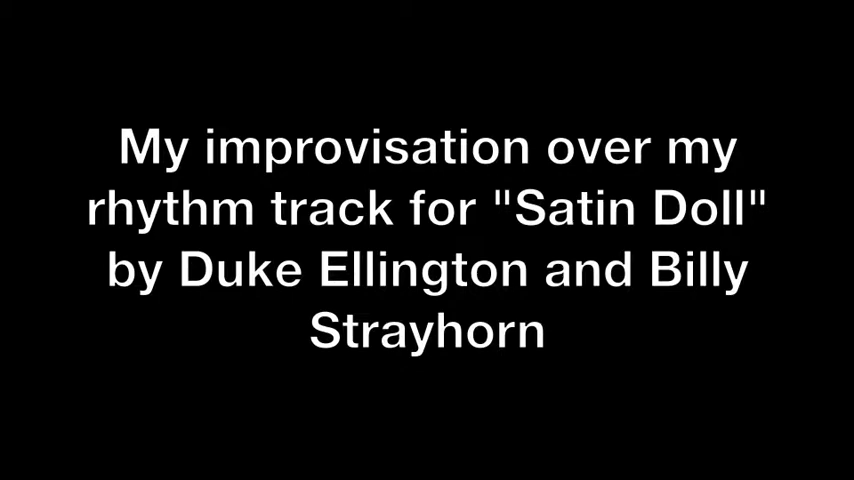 My improvisation over my
rhythm track for "Satin Doll"
by Duke Ellington and Billy
Strayhorn